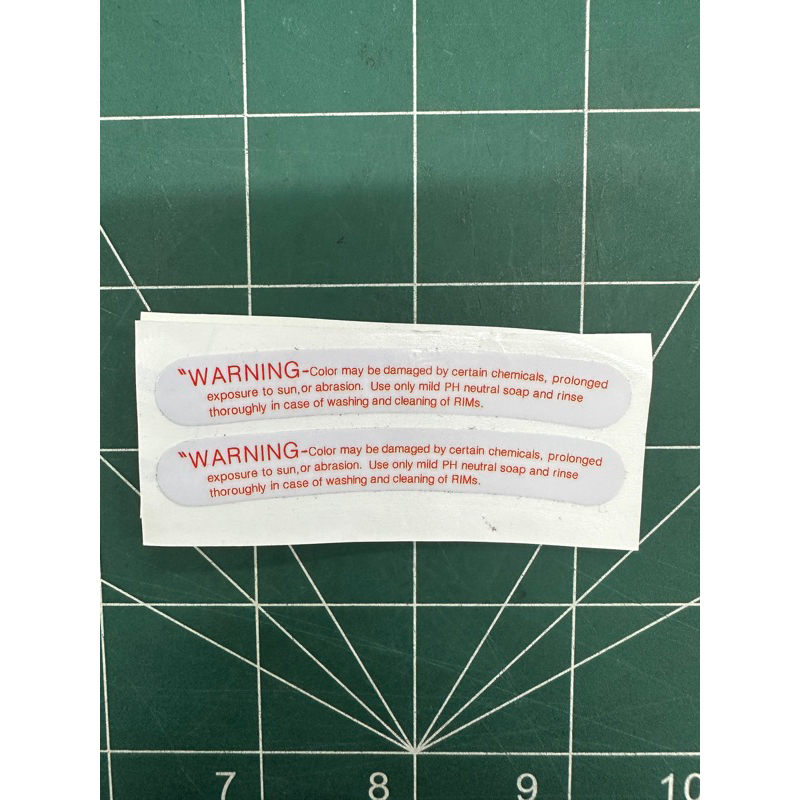 "WARNING-Color may be damaged by certain chemicals, prolonged
exposure to sun,or abrasion. Use only mild PH neutral soap and rinse
thoroughly in case of washing and cleaning of RIMs.
"WARNING-Color may be damaged by certain chemicals, prolonged
exposure to sun,or abrasion. Use only mild PH neutral soap and rinse
thoroughly in case of washing and cleaning of RIMs.
7 8 9 10